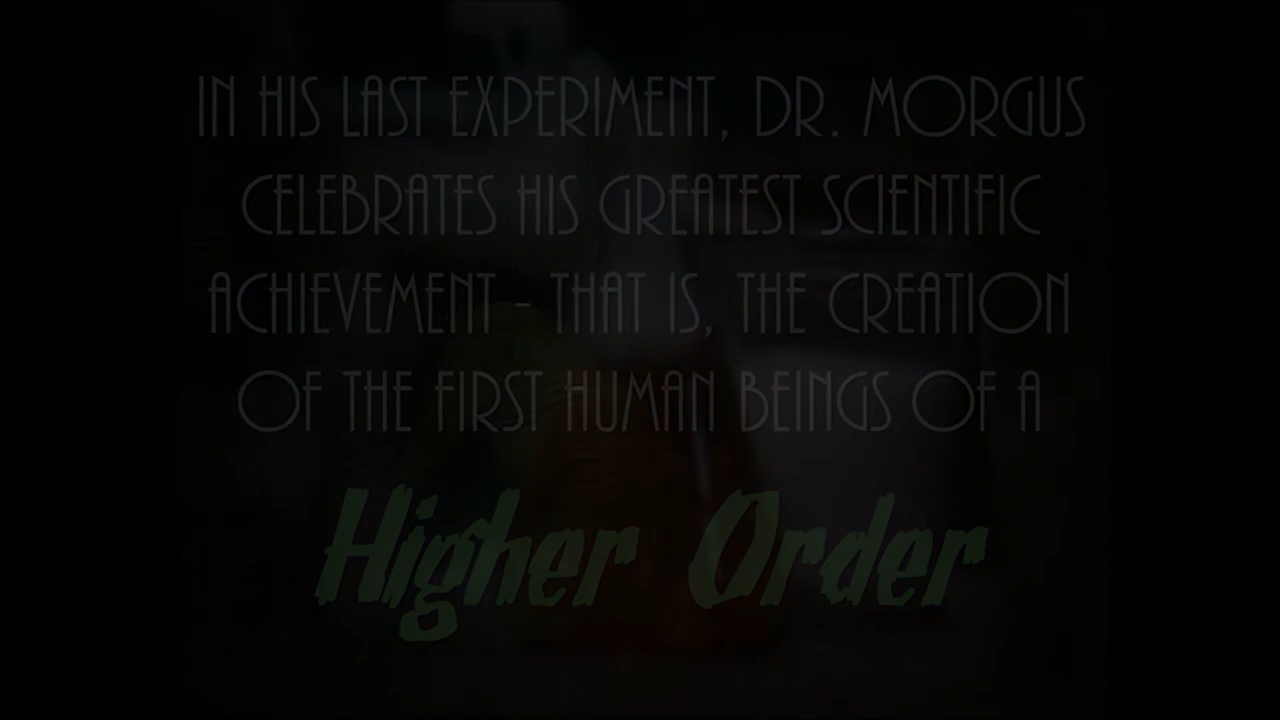 IN HIS LAST EXPERIMENT, DR. MORGUS
CELEBRATES HIS GREATEST SCIENTIFIC
ACHIEVEMENT - THAT IS, THE CREATION
OF THE FIRST HUMAN BEINGS OF A
Higher Order